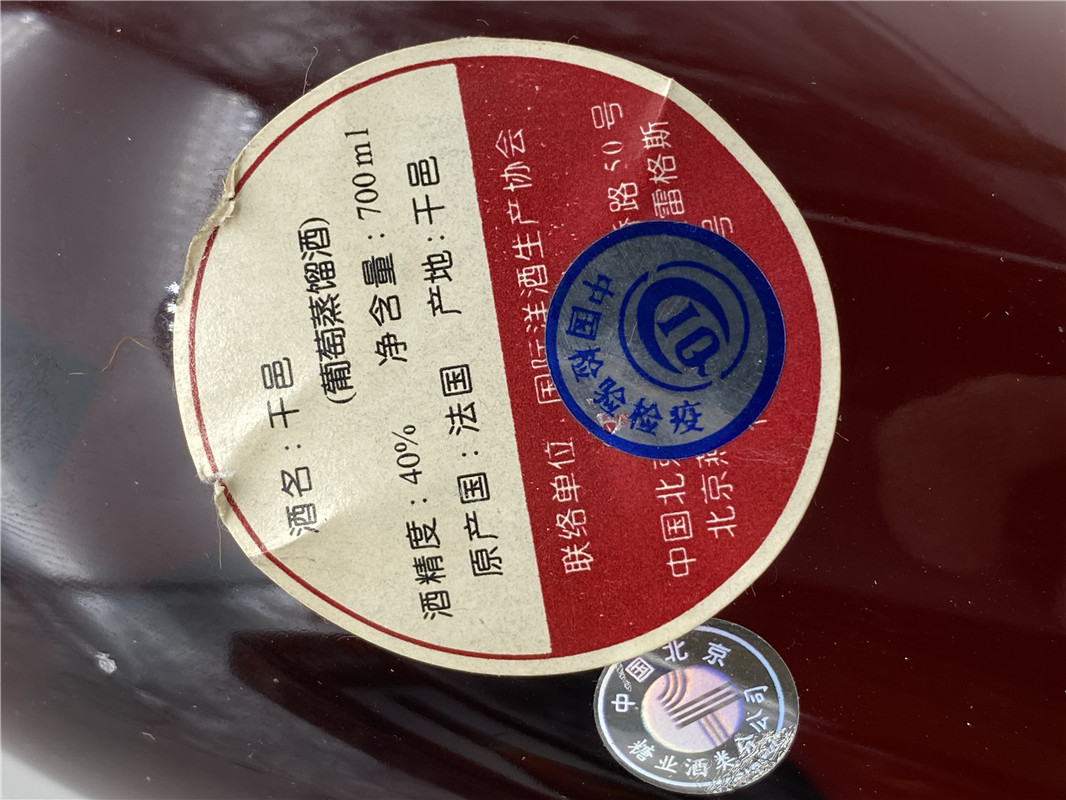 酒名：干邑
(葡萄蒸馏酒)
酒精度：40% 净含量：700ml
原产国：法国 产地：干邑
联络单位：国际洋酒生产协会
路50号
中国北京 雷格斯
北京燕 号
中国检验检疫
CIQ
中国北京
糖业酒类分公司